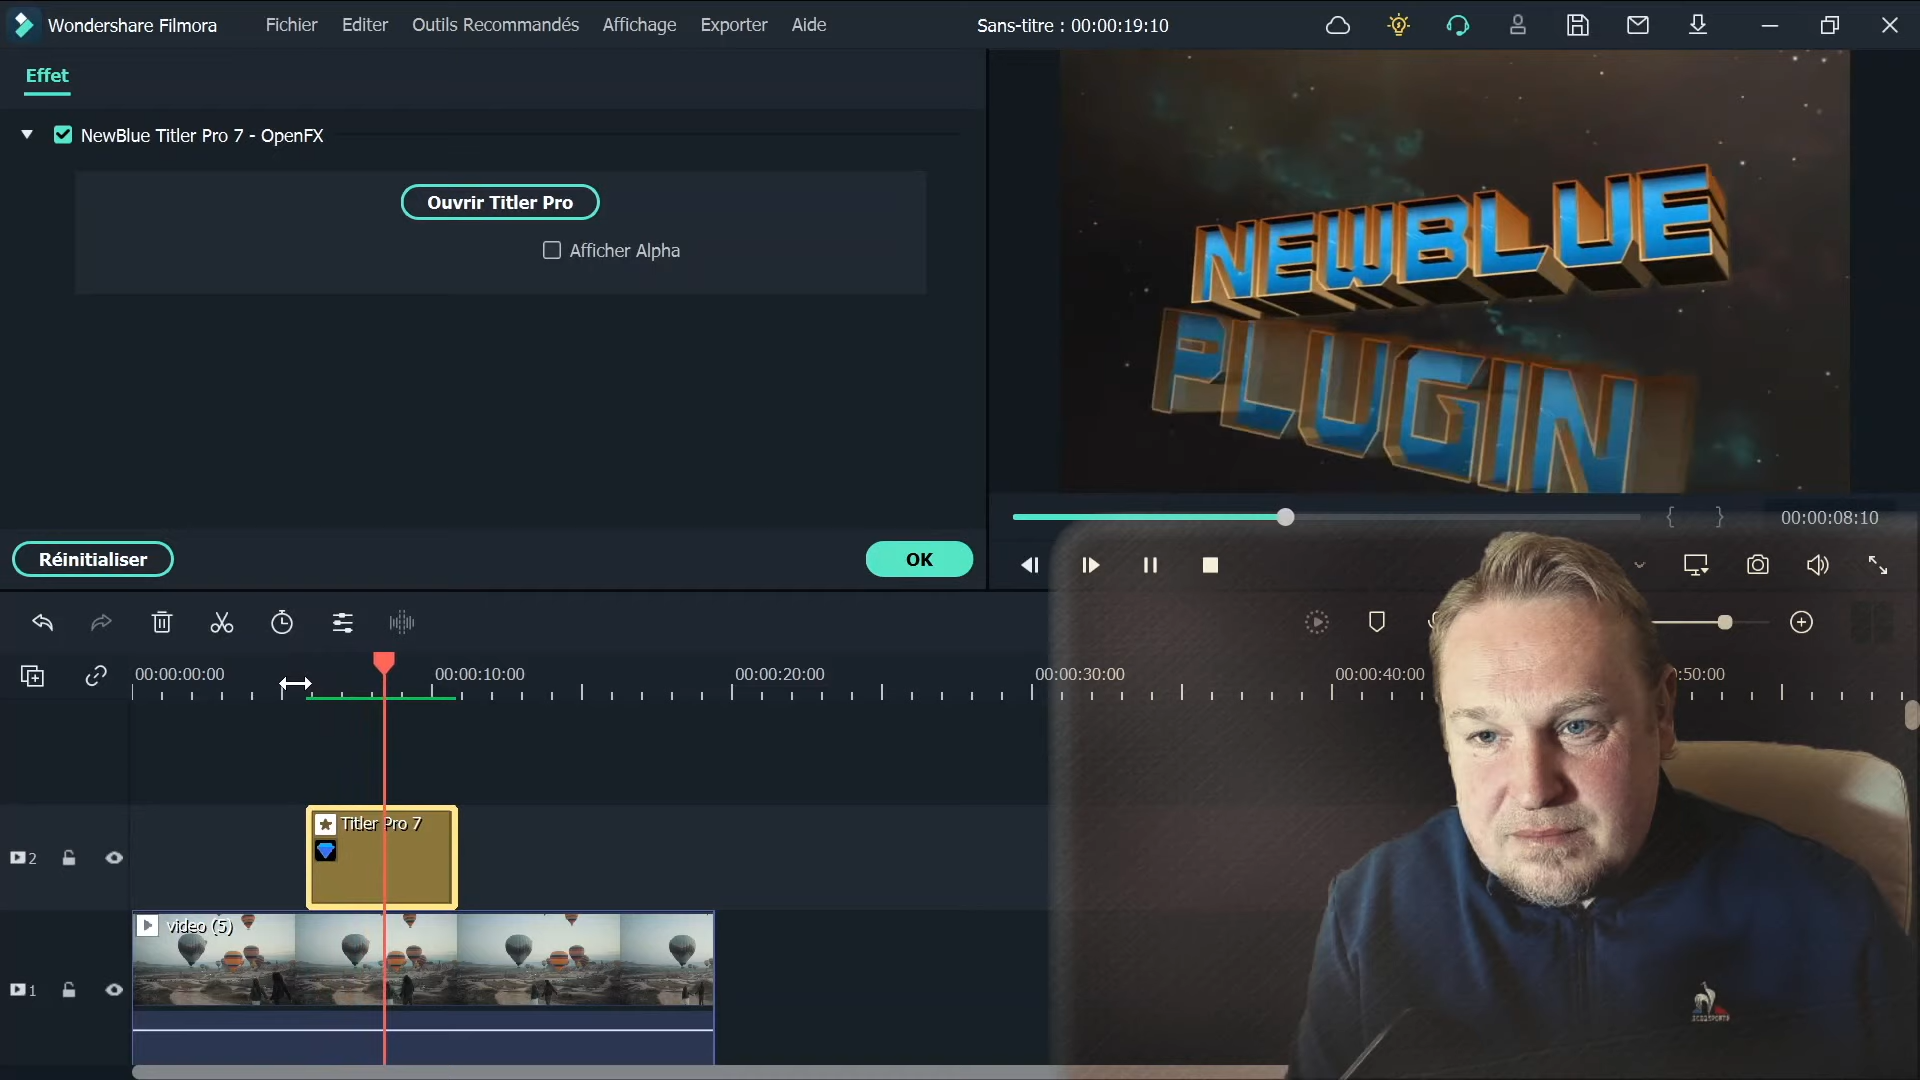 Wondershare Filmora
Fichier
Editer
Outils Recommandés
Affichage
Exporter
Aide
Sans-titre : 00:00:19:10
Effet
NewBlue Titler Pro 7 - OpenFX
Ouvrir Titler Pro
Afficher Alpha
Réinitialiser
OK
NEWBLUE
PLUGIN
{ }
00:00:08:10
00:00:00:00
00:00:10:00
00:00:20:00
00:00:30:00
00:00:40:00
:50:00
Titler Pro 7
2
video (5)
1